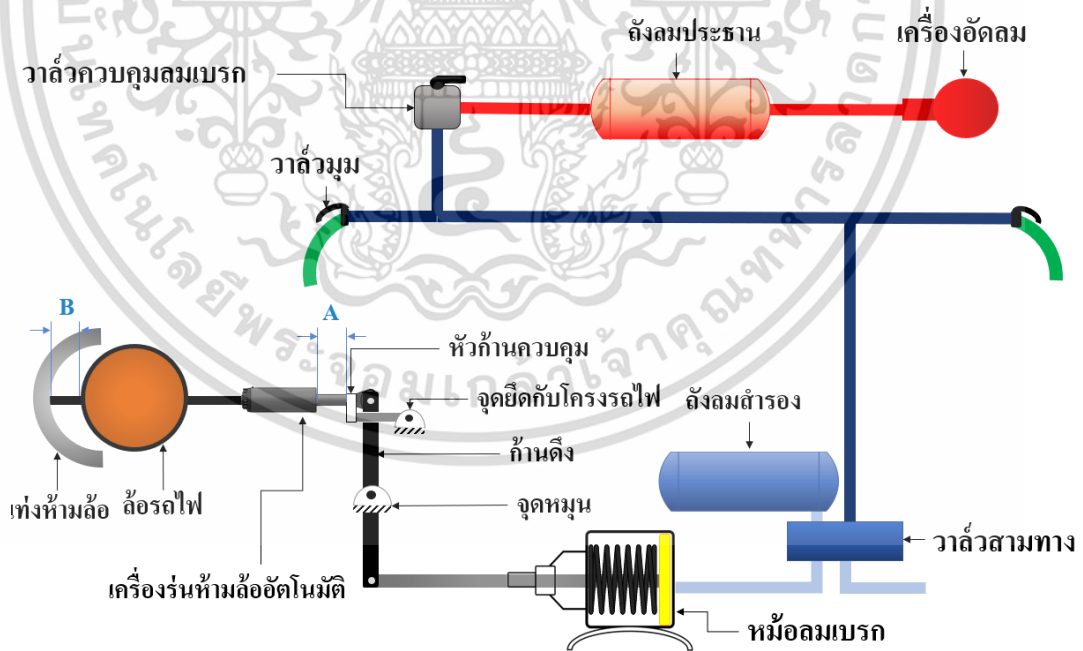 ถังลมประธาน
เครื่องอัดลม
วาล์วควบคุมลมเบรก
วาล์วมุม
B
A
หัวก้านควบคุม
จุดยึดกับโครงรถไฟ
ถังลมสำรอง
ก้านดึง
แท่งห้ามล้อ
ล้อรถไฟ
จุดหมุน
วาล์วสามทาง
เครื่องร่นห้ามล้ออัตโนมัติ
หม้อลมเบรก